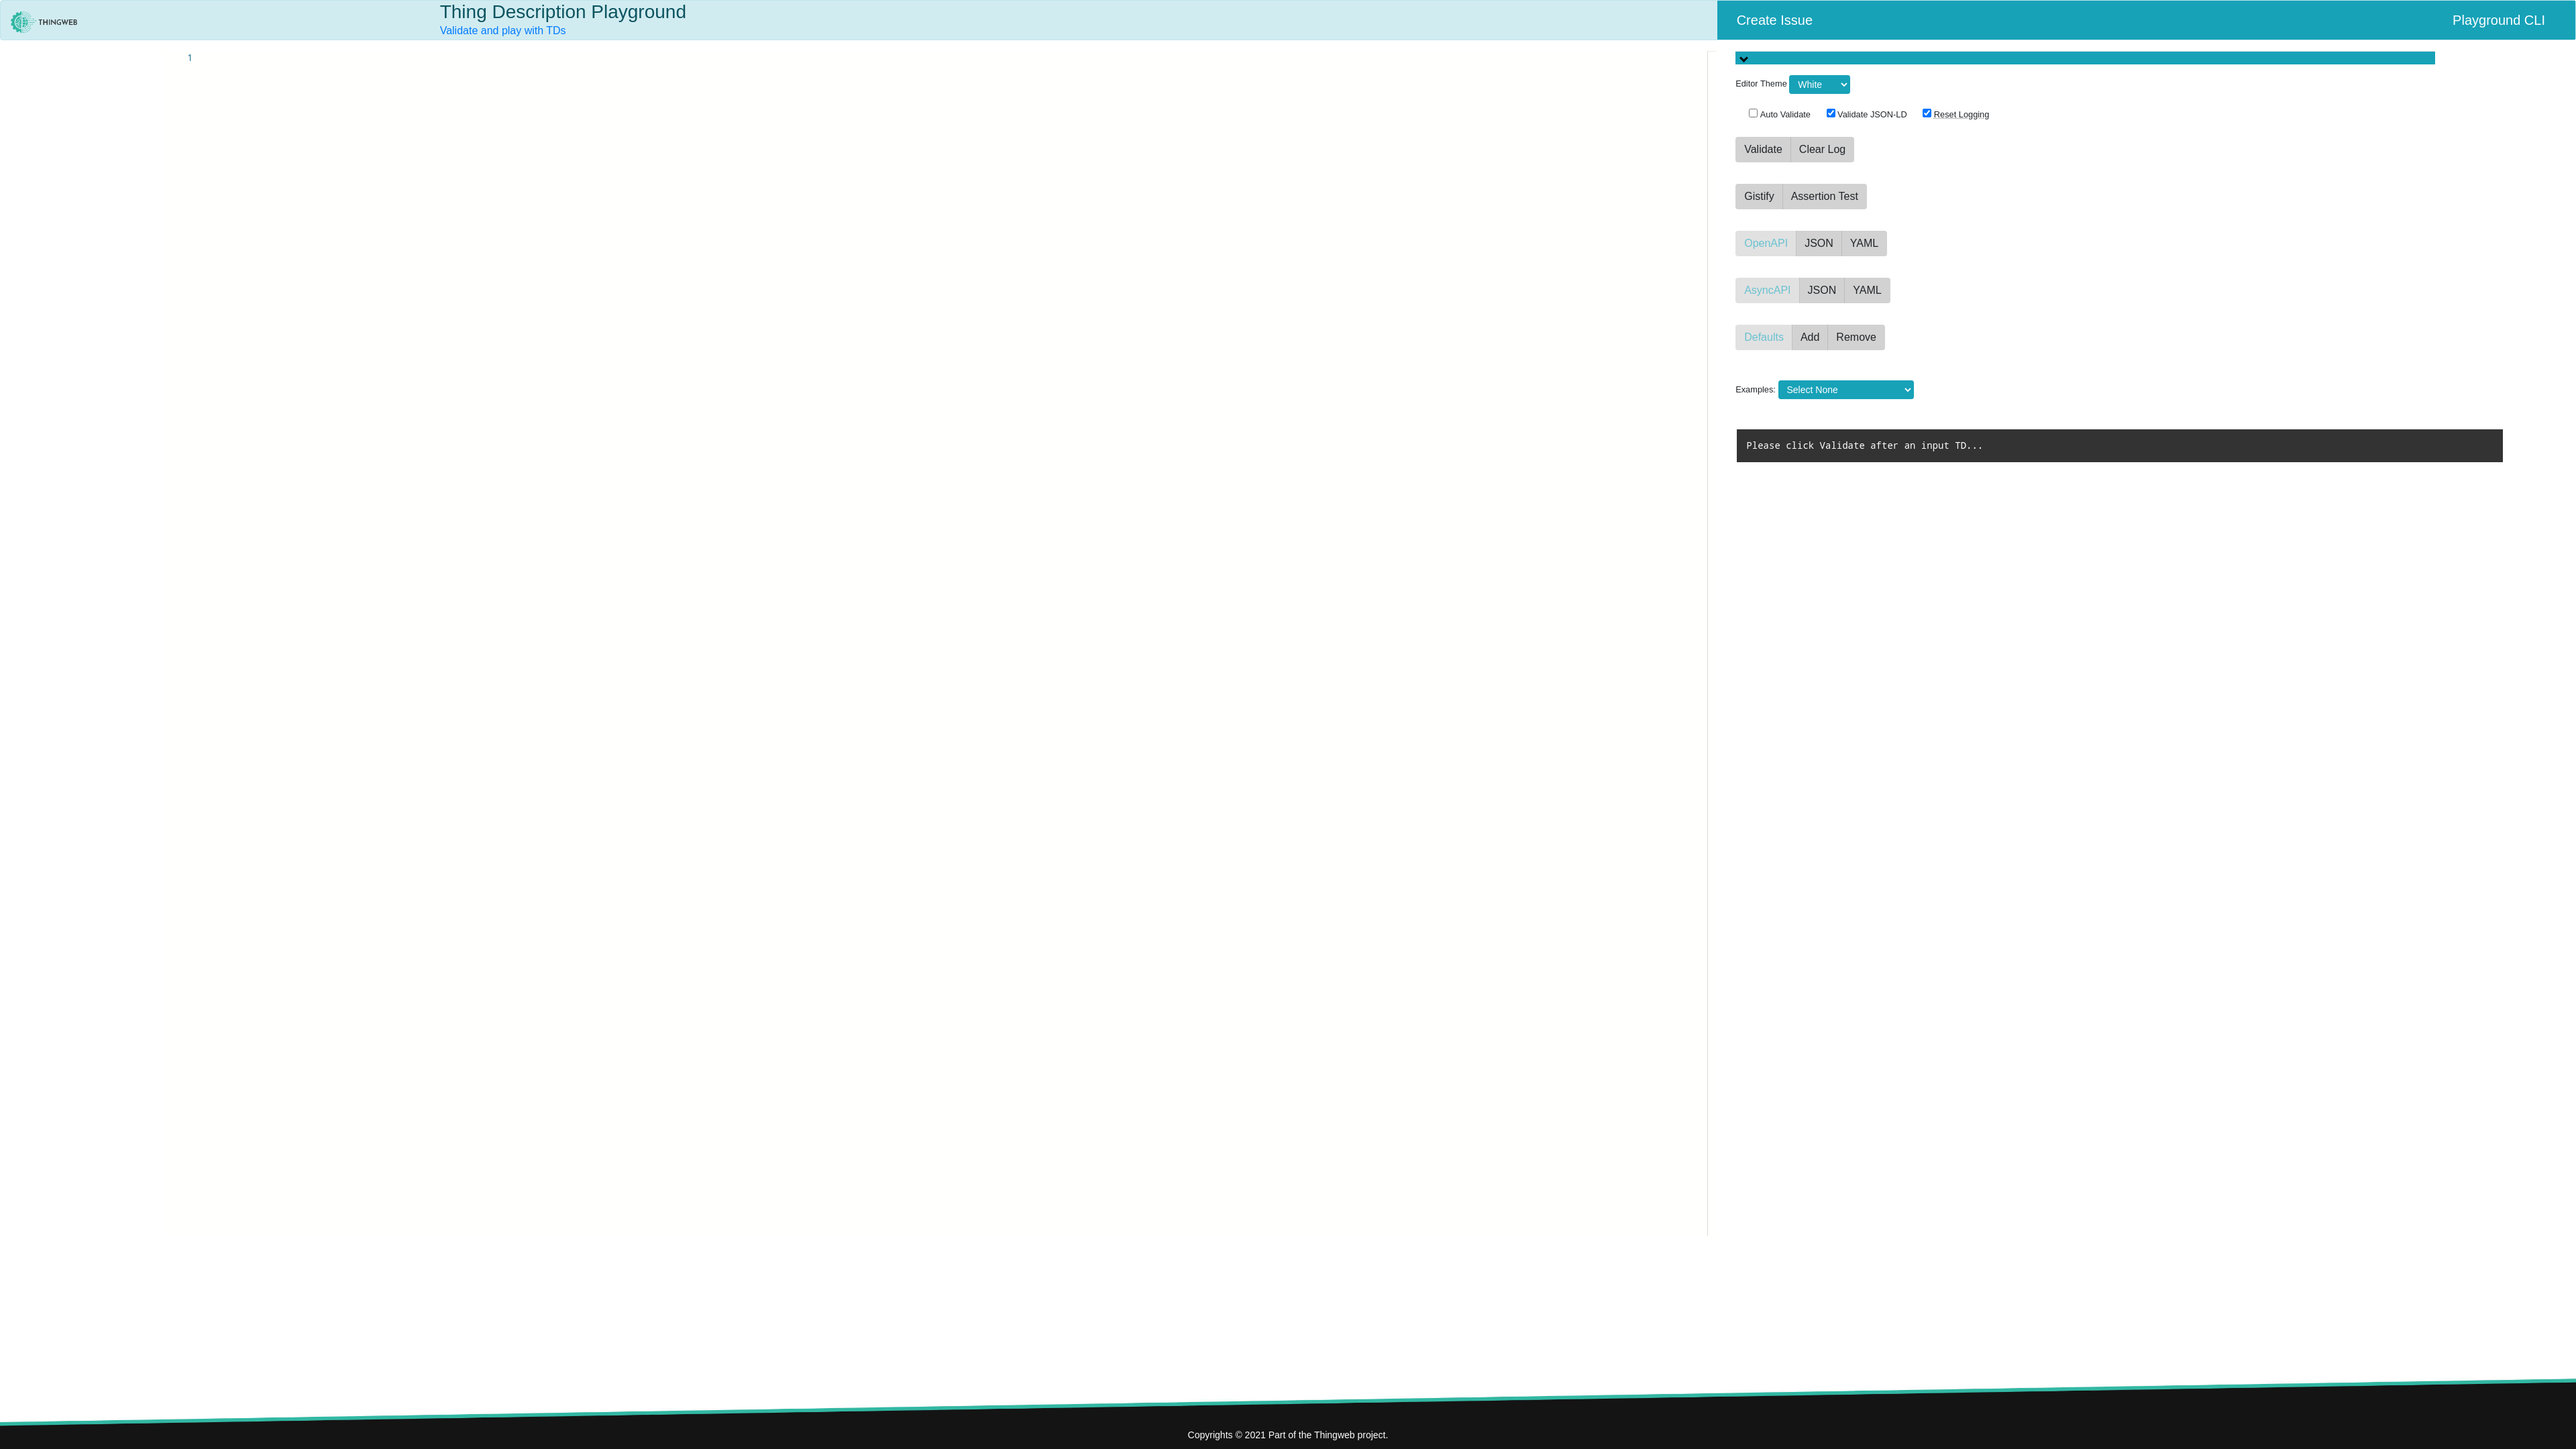 THINGWEB
Thing Description Playground
Validate and play with TDs
Create Issue
Playground CLI
1
Editor Theme White
Auto Validate Validate JSON-LD Reset Logging
Validate Clear Log
Gistify Assertion Test
OpenAPI JSON YAML
AsyncAPI JSON YAML
Defaults Add Remove
Examples: Select None
Please click Validate after an input TD...
Copyrights © 2021 Part of the Thingweb project.